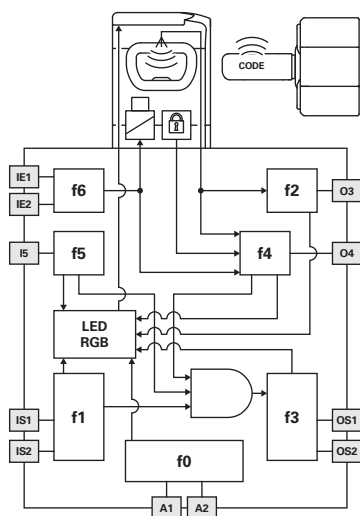 CODE
IE1
f6
f2
O3
IE2
I5
f5
f4
O4
LED
RGB
IS1
f1
f3
OS1
IS2
OS2
f0
A1
A2